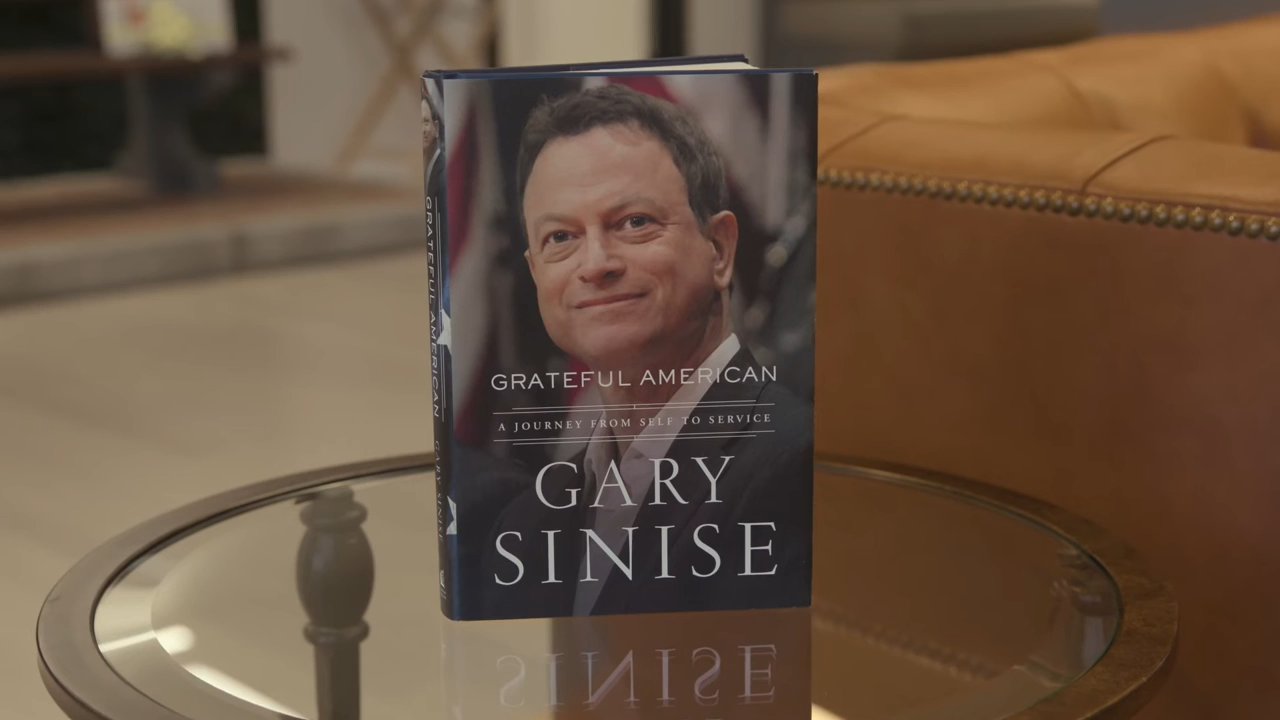 GRATEFUL AMERICAN
A JOURNEY FROM SELF TO SERVICE
GARY
SINISE
GRATEFUL AMERICAN
GARY SINISE
SINISE